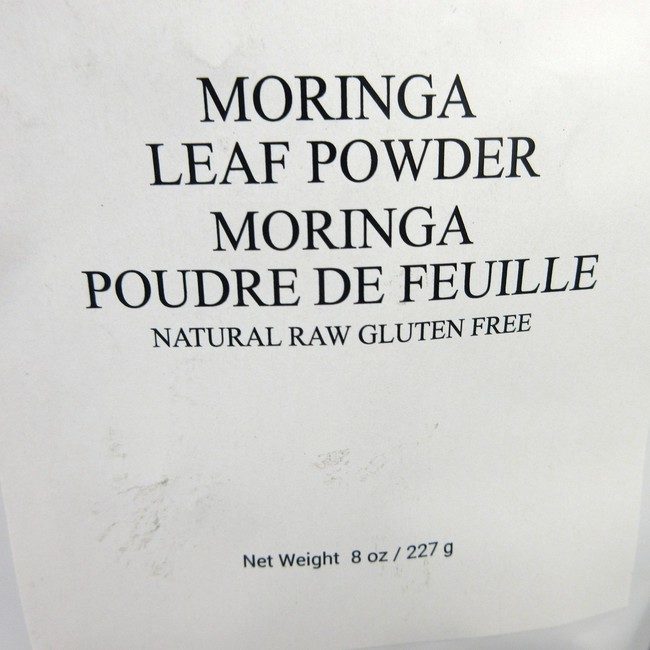 MORINGA
LEAF POWDER
MORINGA
POUDRE DE FEUILLE
NATURAL RAW GLUTEN FREE
Net Weight 8 oz / 227 g